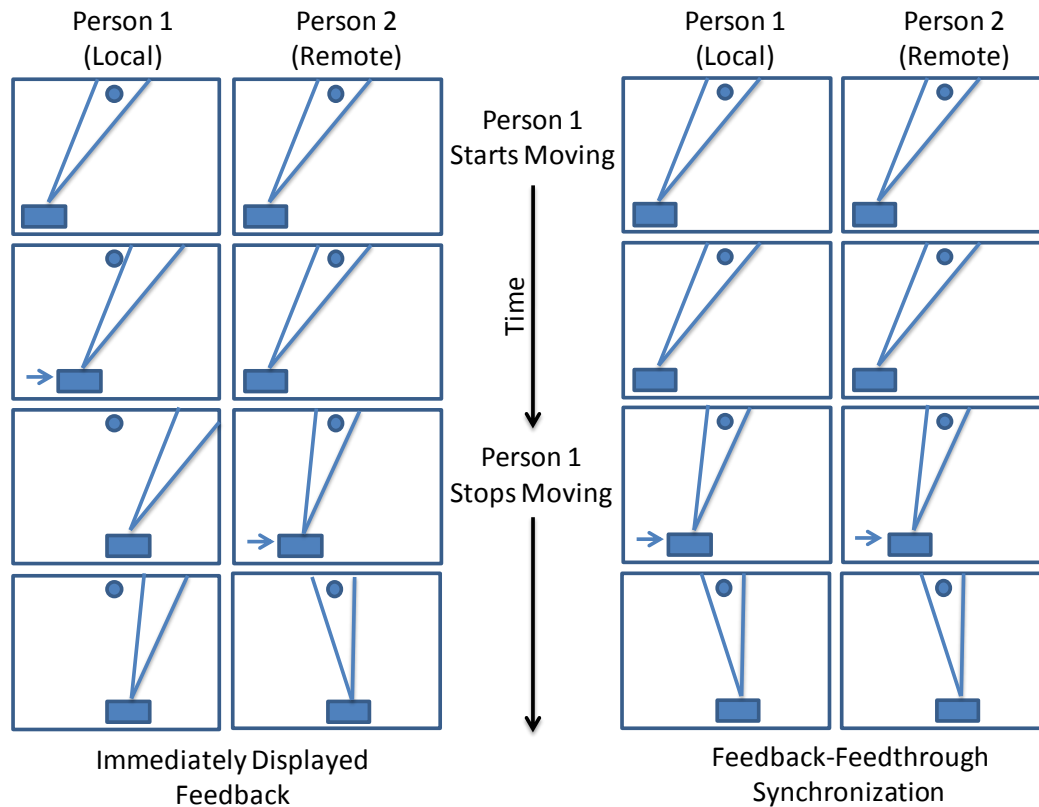 Person 1
(Local)
Person 2
(Remote)
Person 1
Starts Moving
Time
Person 1
Stops Moving
Person 1
(Local)
Person 2
(Remote)
Immediately Displayed
Feedback
Feedback-Feedthrough
Synchronization